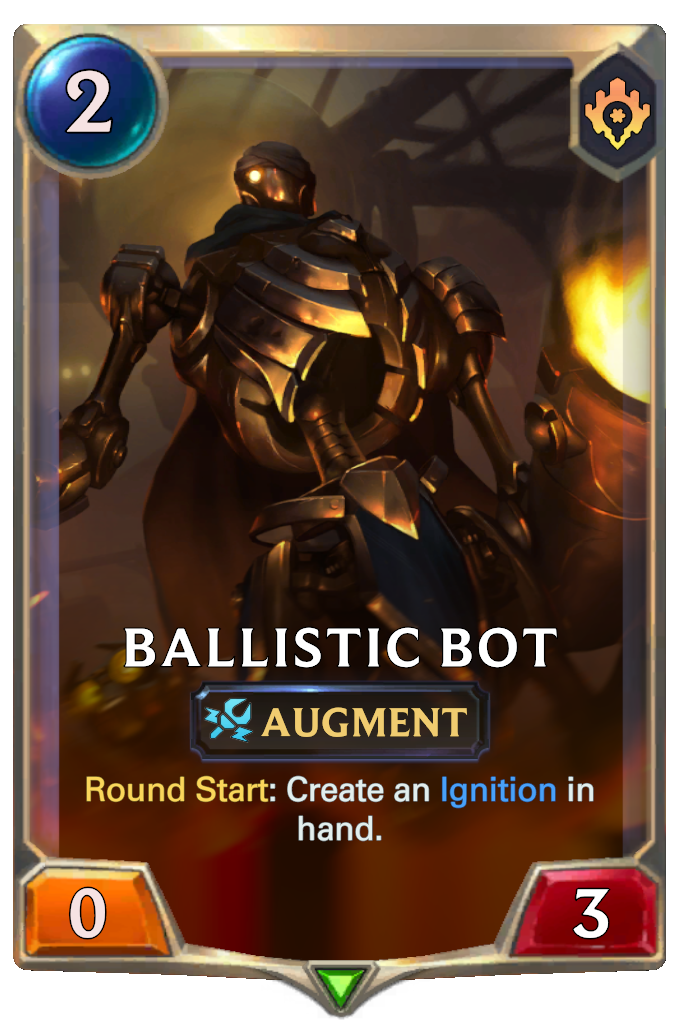 2
BALLISTIC BOT
AUGMENT
Round Start: Create an Ignition in
hand.
0
3